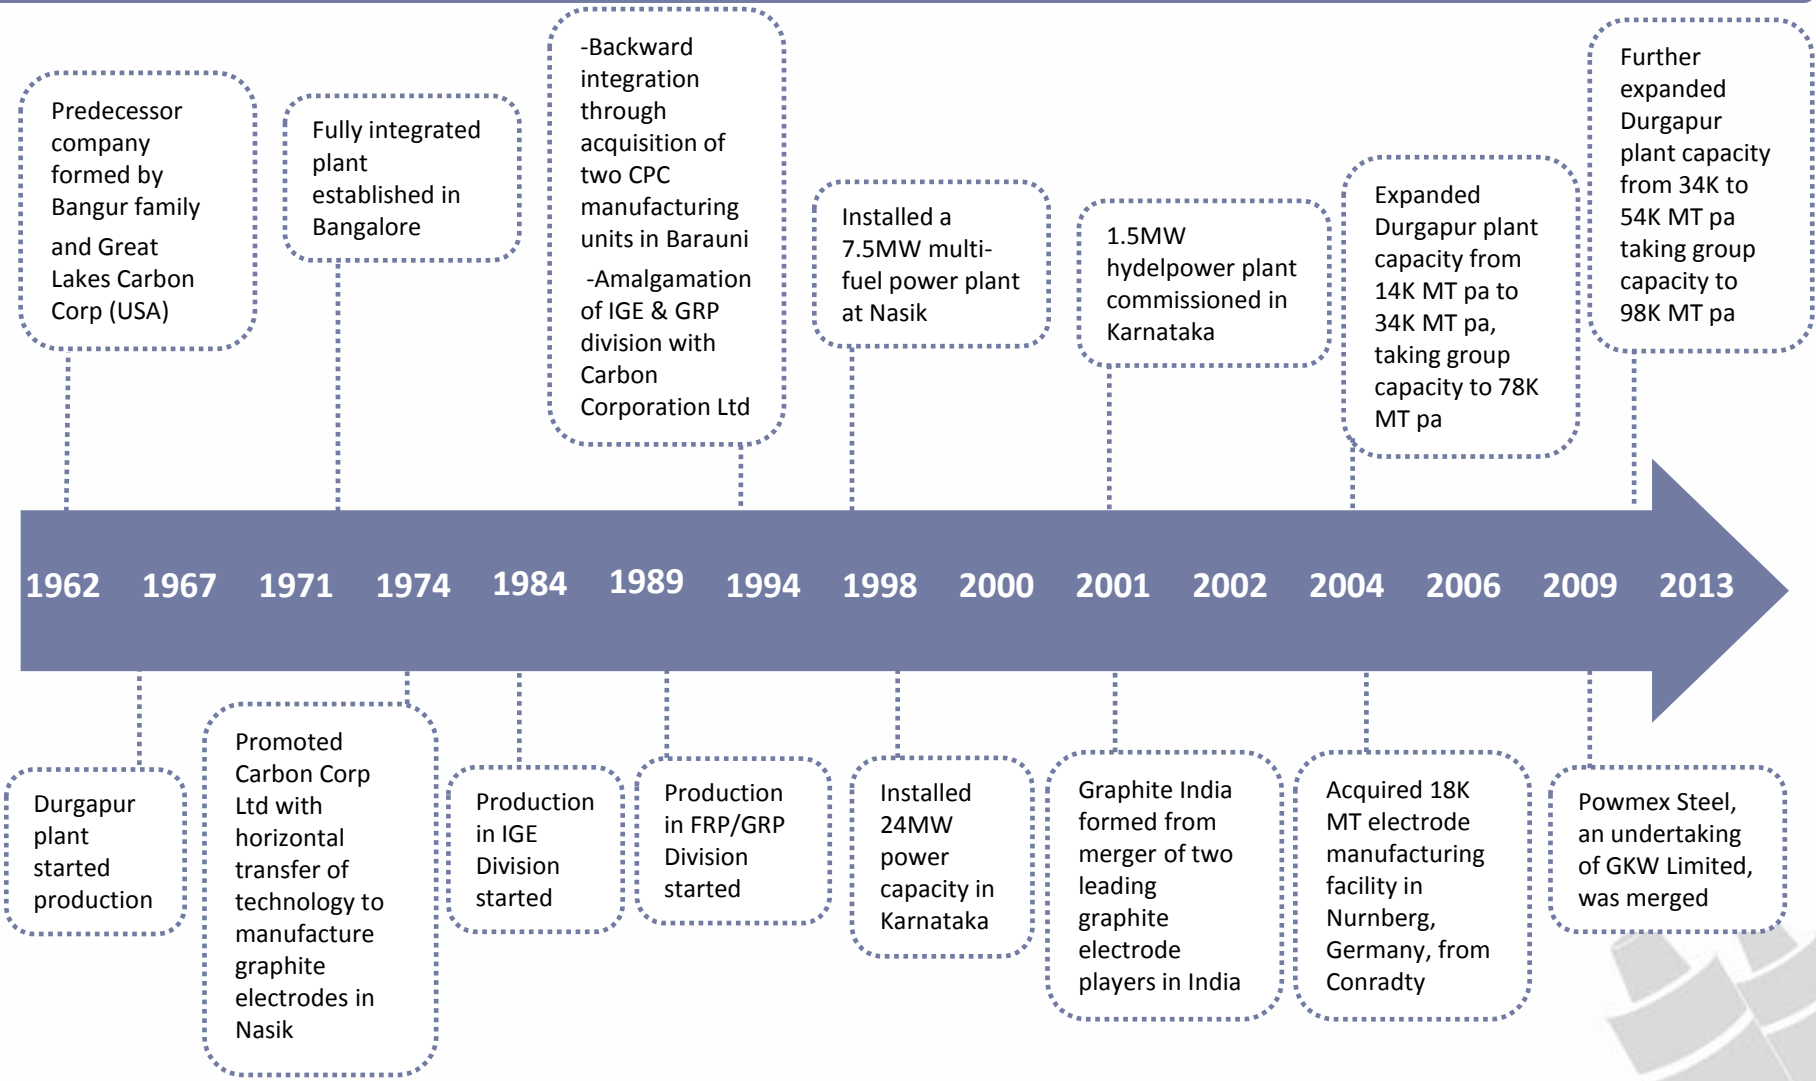 Predecessor
company
formed by
Bangur family
and Great
Lakes Carbon
Corp (USA)
Fully integrated
plant
established in
Bangalore
-Backward
integration
through
acquisition of
two CPC
manufacturing
units in Barauni
-Amalgamation
of IGE & GRP
division with
Carbon
Corporation Ltd
Installed a
7.5MW multi-
fuel power plant
at Nasik
1.5MW
hydelpower plant
commissioned in
Karnataka
Expanded
Durgapur plant
capacity from
14K MT pa to
34K MT pa,
taking group
capacity to 78K
MT pa
Further
expanded
Durgapur
plant capacity
from 34K to
54K MT pa
taking group
capacity to
98K MT pa
1962 1967 1971 1974 1984 1989 1994 1998 2000 2001 2002 2004 2006 2009 2013
Durgapur
plant
started
production
Promoted
Carbon Corp
Ltd with
horizontal
transfer of
technology to
manufacture
graphite
electrodes in
Nasik
Production
in IGE
Division
started
Production
in FRP/GRP
Division
started
Installed
24MW
power
capacity in
Karnataka
Graphite India
formed from
merger of two
leading
graphite
electrode
players in India
Acquired 18K
MT electrode
manufacturing
facility in
Nurnberg,
Germany, from
Conradty
Powmex Steel,
an undertaking
of GKW Limited,
was merged